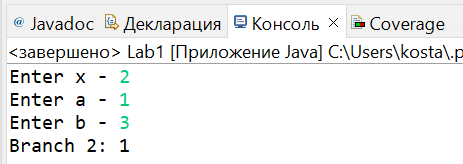 @ Javadoc Декларация Консоль × Coverage
<завершено> Lab1 [Приложение Java] C:\Users\kosta\.p
Enter x - 2
Enter a - 1
Enter b - 3
Branch 2: 1